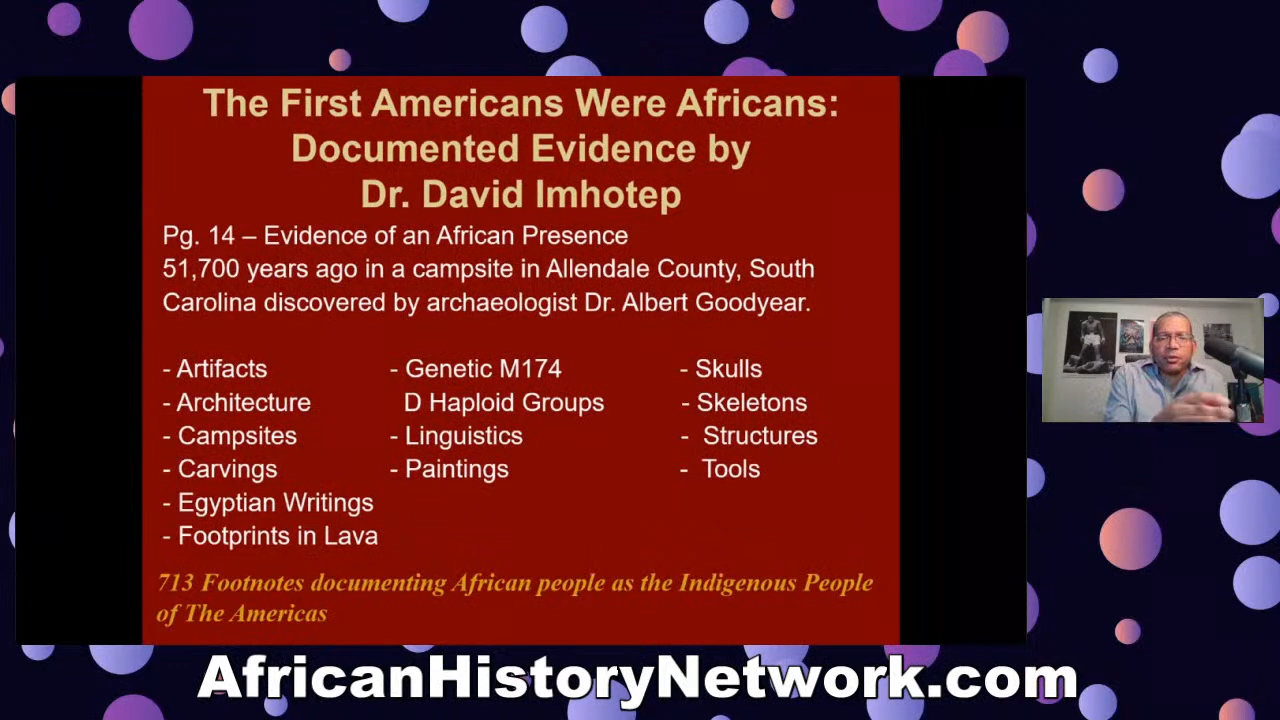 The First Americans Were Africans:
Documented Evidence by
Dr. David Imhotep
Pg. 14 – Evidence of an African Presence
51,700 years ago in a campsite in Allendale County, South
Carolina discovered by archaeologist Dr. Albert Goodyear.
- Artifacts
- Architecture
- Campsites
- Carvings
- Egyptian Writings
- Footprints in Lava
- Genetic M174
D Haploid Groups
- Linguistics
- Paintings
- Skulls
- Skeletons
- Structures
- Tools
713 Footnotes documenting African people as the Indigenous People
of The Americas
AfricanHistoryNetwork.com